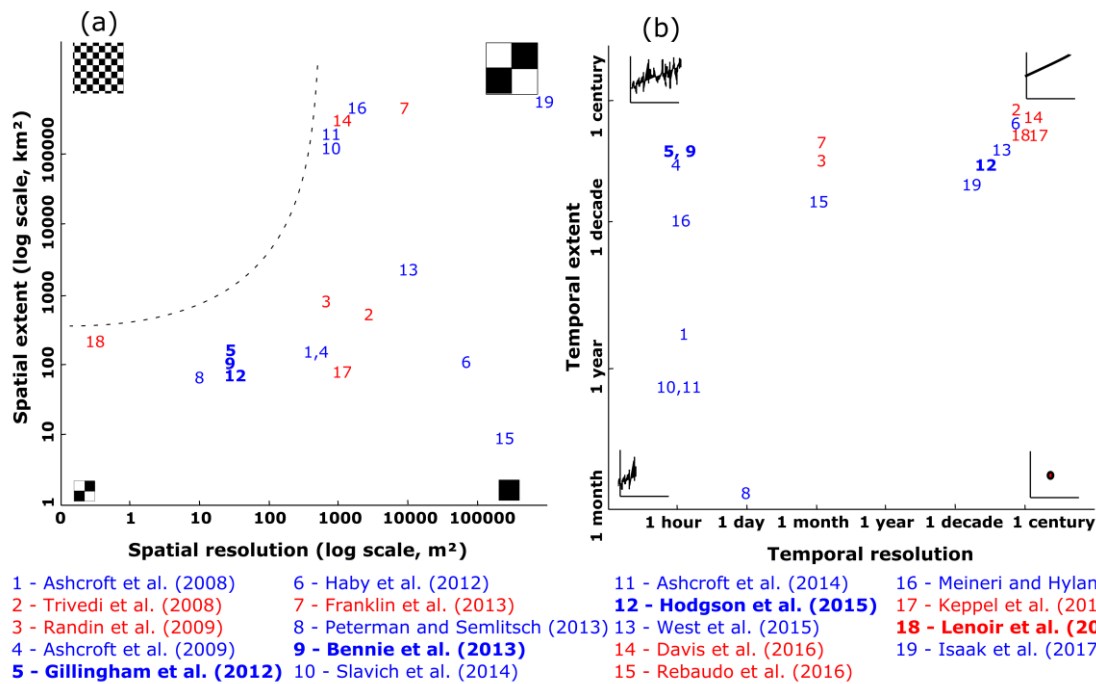 (a)
Spatial extent (log scale, km²)
100000
10000
1000
100
10
1
0 1 10 100 1000 10000 100000
Spatial resolution (log scale, m²)
19
16 7
14
11
10
13
3
2
18
5
9
12
8
1,4
17
6
15
(b)
Temporal extent
1 century
1 decade
1 year
1 month
1 hour 1 day 1 month 1 year 1 decade 1 century
Temporal resolution
2
6 14
18 17
13
12
19
5, 9
4
7
3
15
16
1
10,11
8
1 - Ashcroft et al. (2008)
2 - Trivedi et al. (2008)
3 - Randin et al. (2009)
4 - Ashcroft et al. (2009)
5 - Gillingham et al. (2012)
6 - Haby et al. (2012)
7 - Franklin et al. (2013)
8 - Peterman and Semlitsch (2013)
9 - Bennie et al. (2013)
10 - Slavich et al. (2014)
11 - Ashcroft et al. (2014)
12 - Hodgson et al. (2015)
13 - West et al. (2015)
14 - Davis et al. (2016)
15 - Rebaudo et al. (2016)
16 - Meineri and Hylan
17 - Keppel et al. (201
18 - Lenoir et al. (20
19 - Isaak et al. (2017